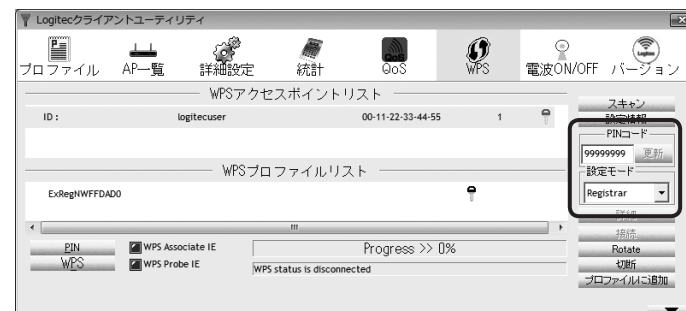 Logitecクライアントユーティリティ
プロファイル AP一覧 詳細設定 統計 QoS WPS 電波ON/OFF バージョン
WPSアクセスポイントリスト
ID : logitecuser 00-11-22-33-44-55 1
WPSプロファイルリスト
ExRegNWFFDAD0
スキャン
設定情報
PINコード
99999999 更新
設定モード
Registrar
詳細
接続
Rotate
切断
プロファイルに追加
PIN WPS Associate IE Progress >> 0%
WPS WPS Probe IE WPS status is disconnected